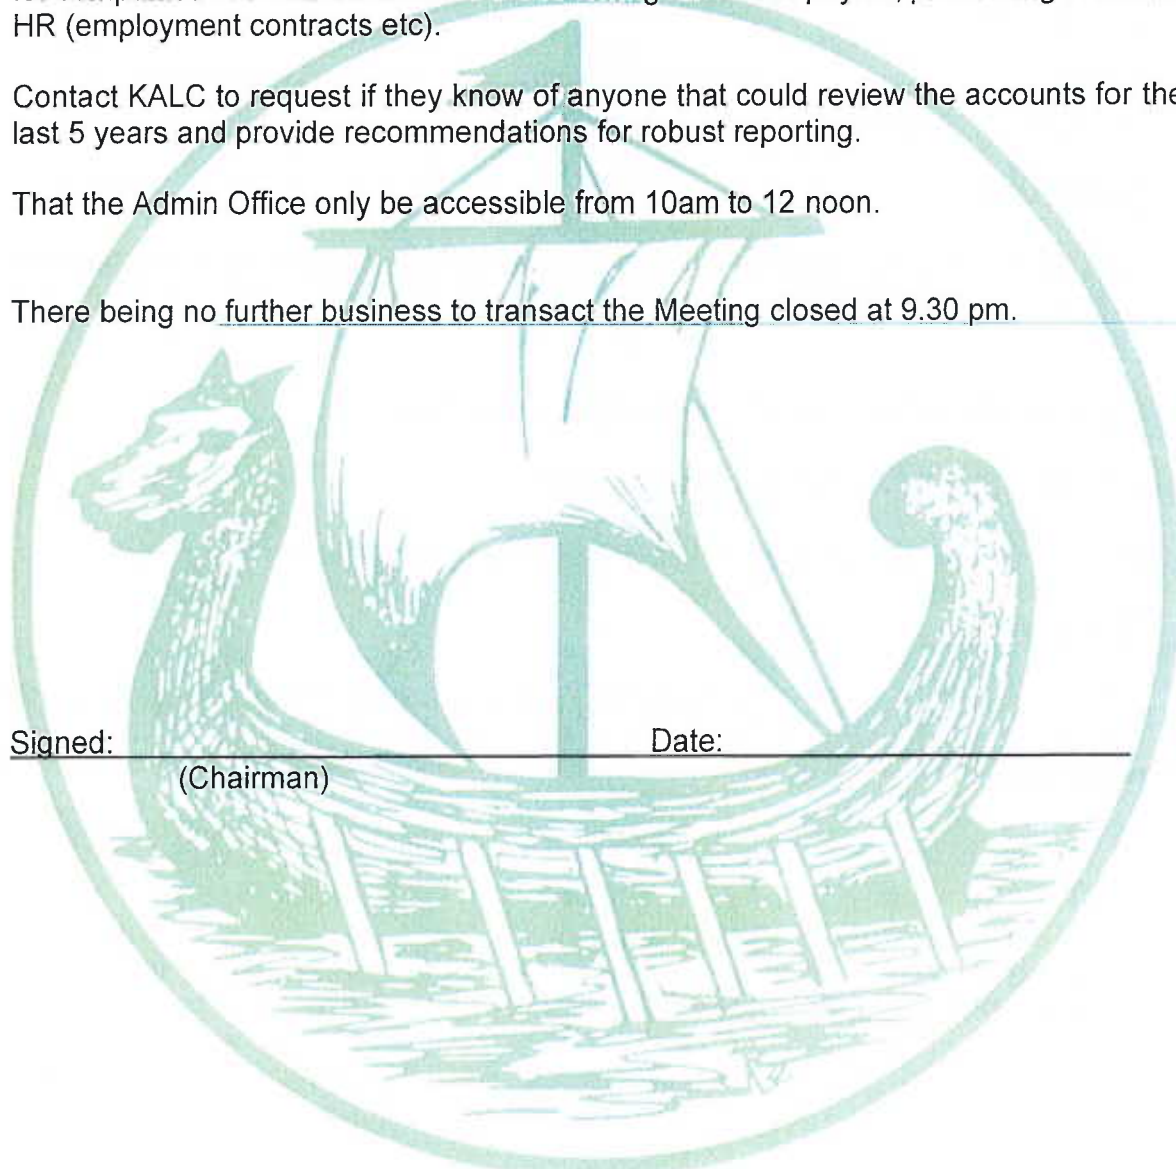 HR (employment contracts etc).
Contact KALC to request if they know of anyone that could review the accounts for the
last 5 years and provide recommendations for robust reporting.
That the Admin Office only be accessible from 10am to 12 noon.
There being no further business to transact the Meeting closed at 9.30 pm.
Signed: Date:
(Chairman)